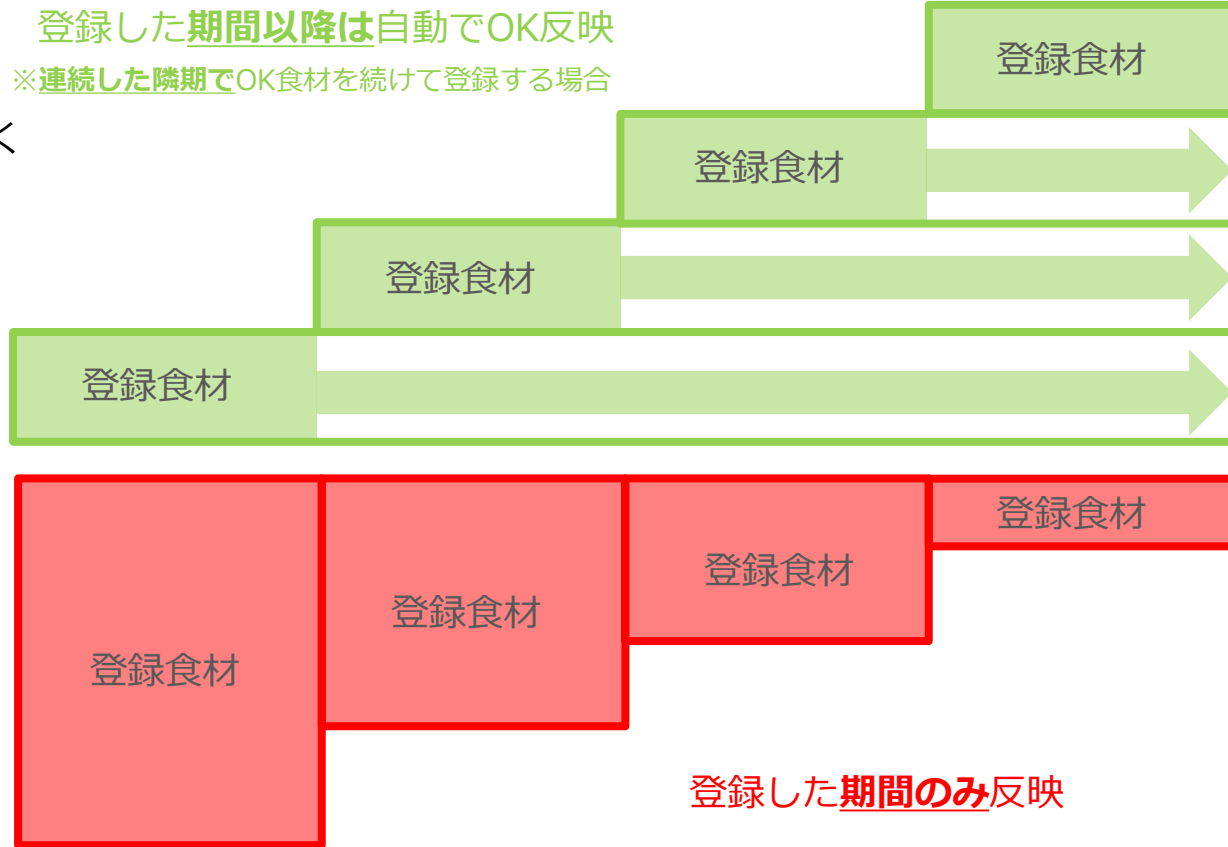 登録した期間以降は自動でOK反映
※連続した隣期でOK食材を続けて登録する場合
く
登録食材
登録食材
登録食材
登録食材
登録食材
登録食材
登録食材
登録食材
登録した期間のみ反映